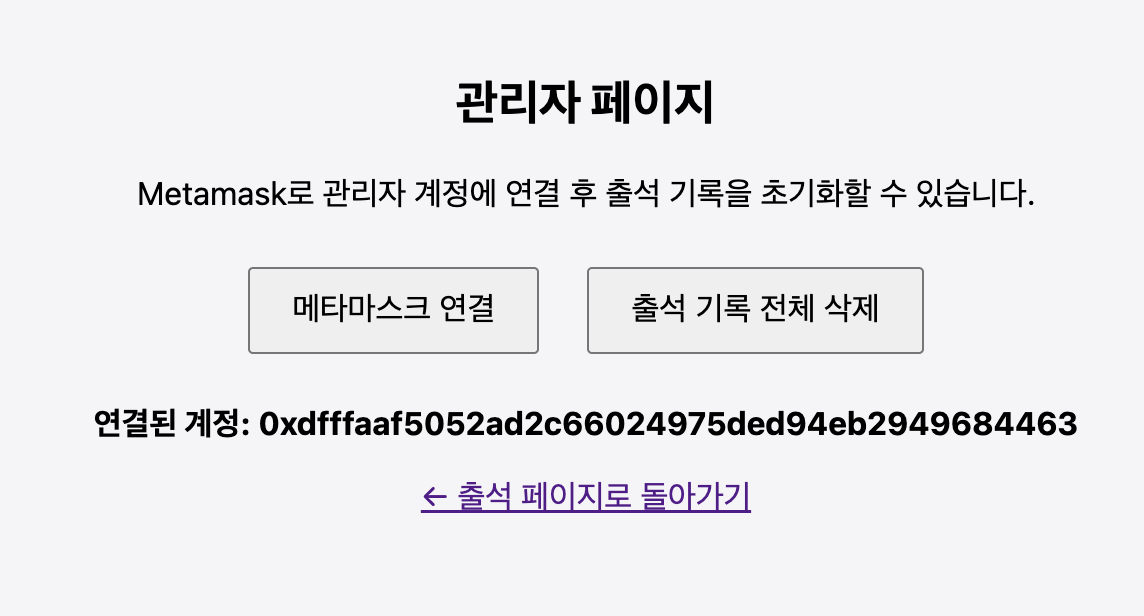 관리자 페이지
Metamask로 관리자 계정에 연결 후 출석 기록을 초기화할 수 있습니다.
메타마스크 연결
출석 기록 전체 삭제
연결된 계정: 0xdfffaaf5052ad2c66024975ded94eb2949684463
← 출석 페이지로 돌아가기